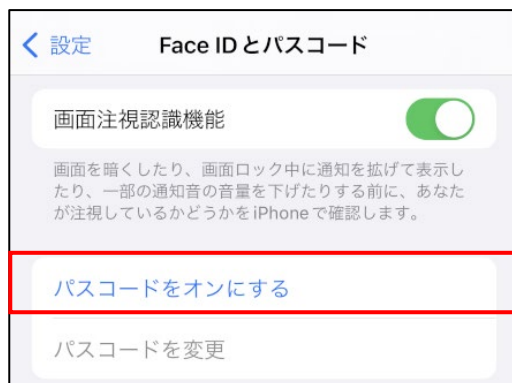 設定 Face IDとパスコード
画面注視認識機能
画面を暗くしたり、画面ロック中に通知を拡げて表示し
たり、一部の通知音の音量を下げたりする前に、あなた
が注視しているかどうかをiPhoneで確認します。
パスコードをオンにする
パスコードを変更